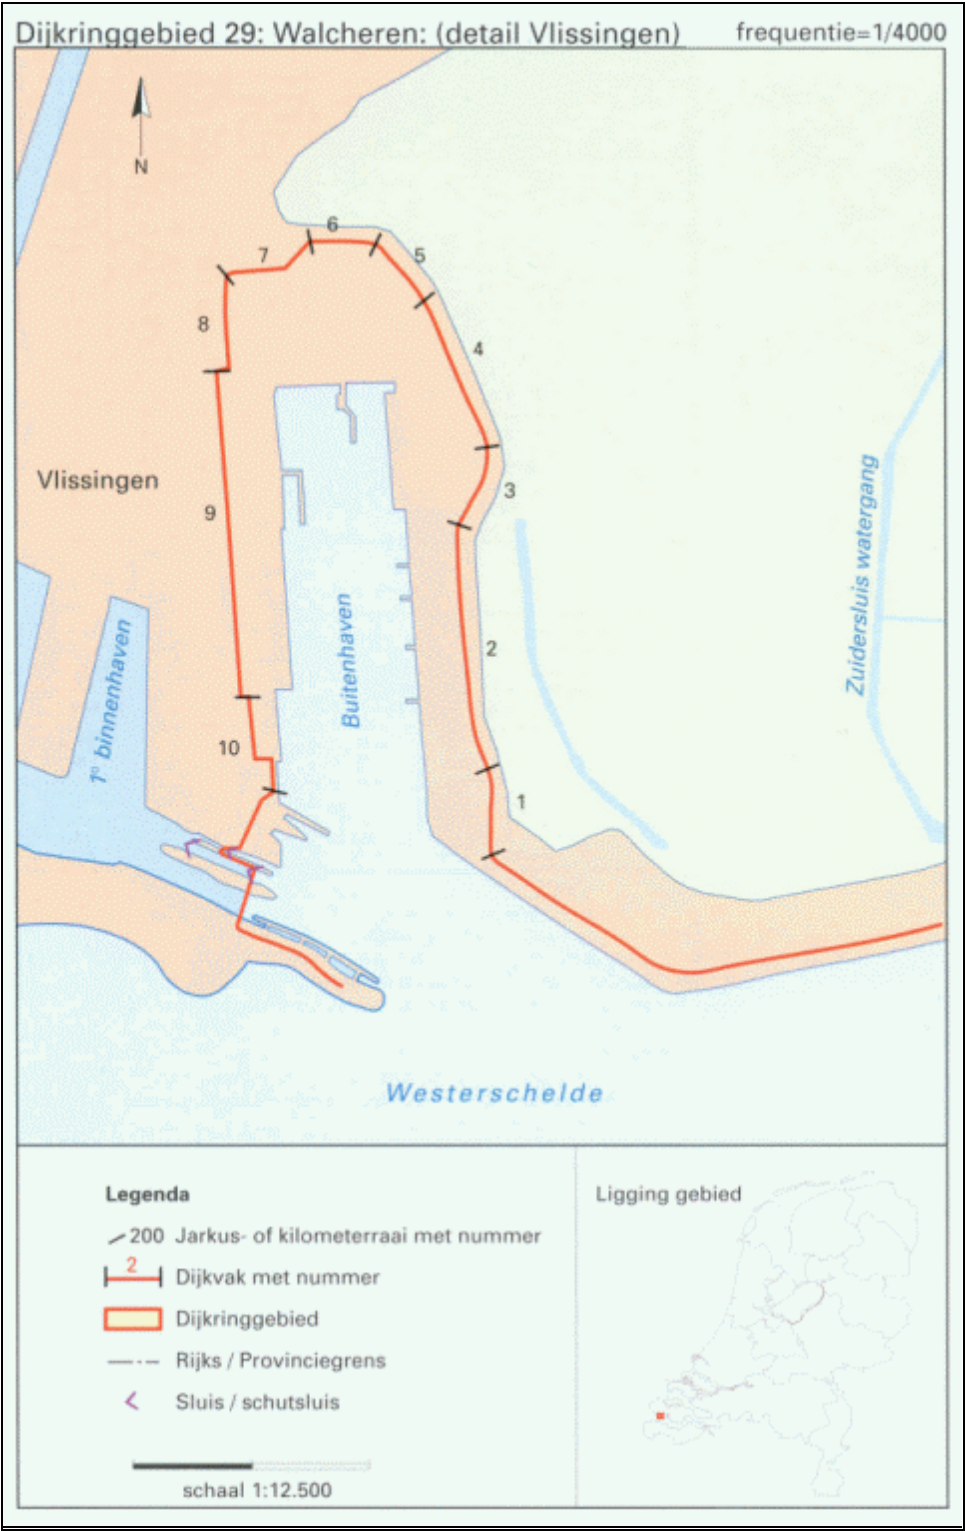 Dijkringgebied 29: Walcheren: (detail Vlissingen)
frequentie=1/4000
N
6
7
5
8
4
Vlissingen
9
3
Zuidersluis watergang
Buitenhaven
2
1e binnenhaven
10
1
Westerschelde
Legenda
200 Jarkus- of kilometerraai met nummer
2
Dijkvak met nummer
Dijkringgebied
Rijks / Provinciegrens
Sluis / schutsluis
schaal 1:12.500
Ligging gebied